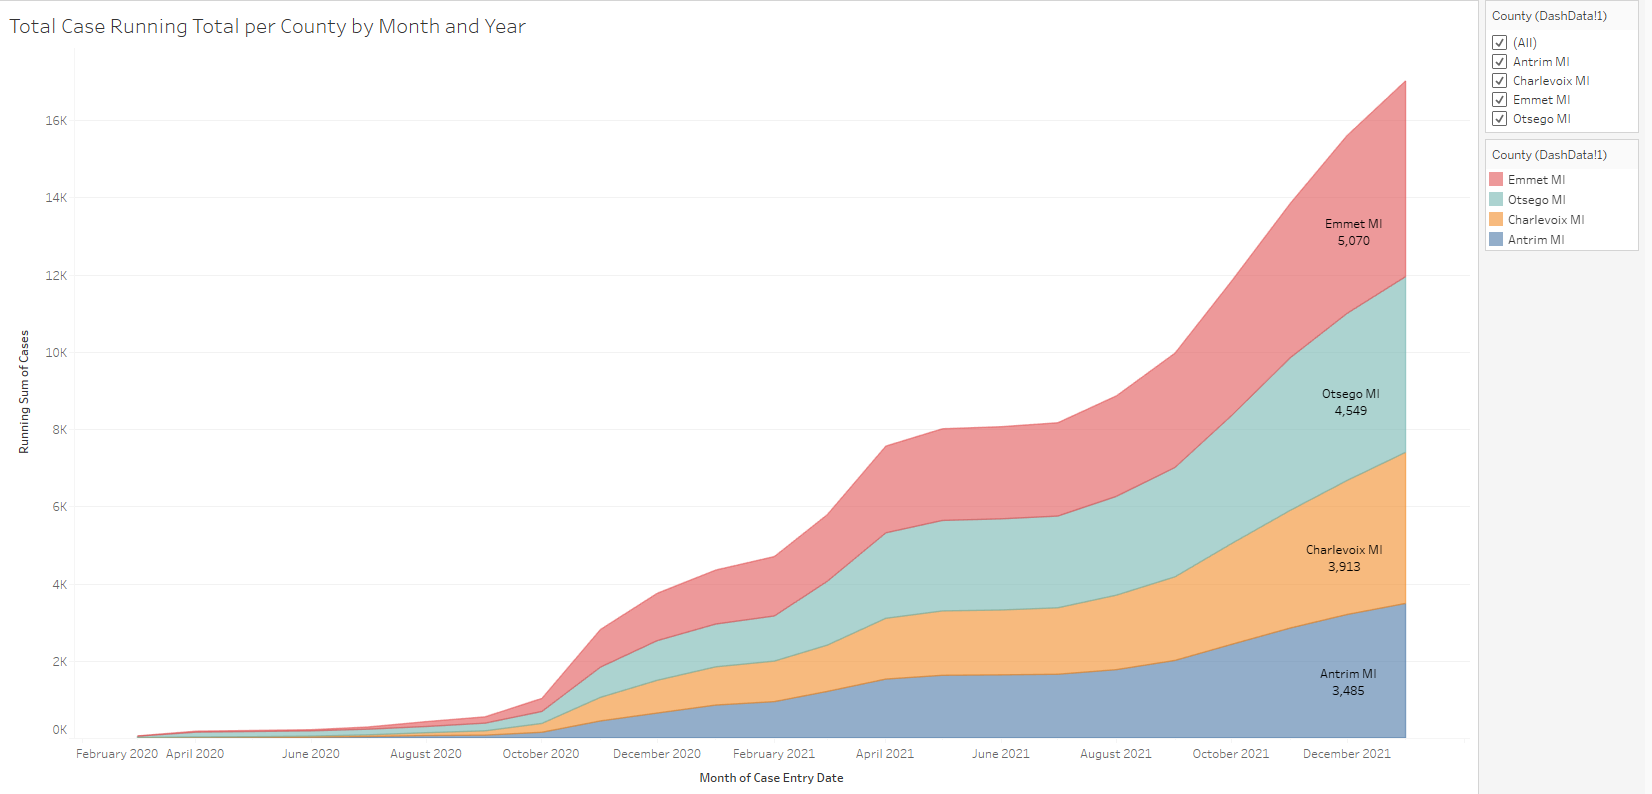 Total Case Running Total per County by Month and Year
16K
14K
12K
10K
8K
6K
4K
2K
0K
Running Sum of Cases
Emmet MI
5,070
Otsego MI
4,549
Charlevoix MI
3,913
Antrim MI
3,485
February 2020 April 2020 June 2020 August 2020 October 2020 December 2020 February 2021 April 2021 June 2021 August 2021 October 2021 December 2021
Month of Case Entry Date
County (DashData!1)
(All)
Antrim MI
Charlevoix MI
Emmet MI
Otsego MI
County (DashData!1)
Emmet MI
Otsego MI
Charlevoix MI
Antrim MI